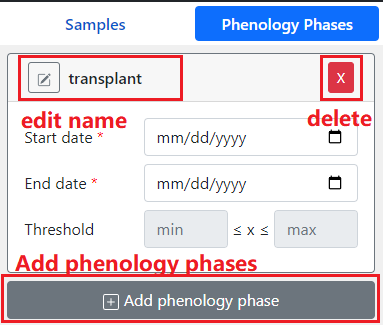 Samples Phenology Phases
transplant X
edit name delete
Start date * mm/dd/yyyy
End date * mm/dd/yyyy
Threshold min ≤ x ≤ max
Add phenology phases
Add phenology phase